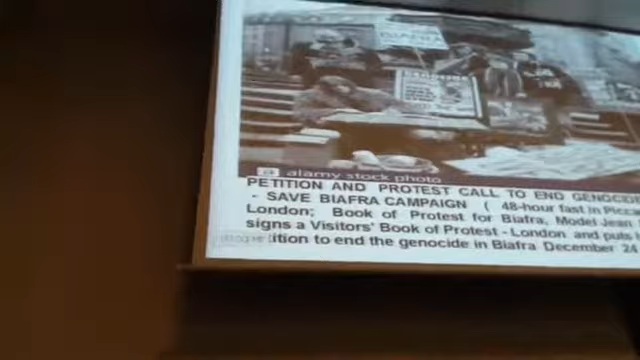 BIAFRA
a alamy stock photo
PETITION AND PROTEST CALL TO END GENOCIDE
- SAVE BIAFRA CAMPAIGN ( 48-hour fast in
London; Book of Protest for Biafra, Model Jean
signs a Visitors' Book of Protest - London and puts
ition to end the genocide in Biafra December 24